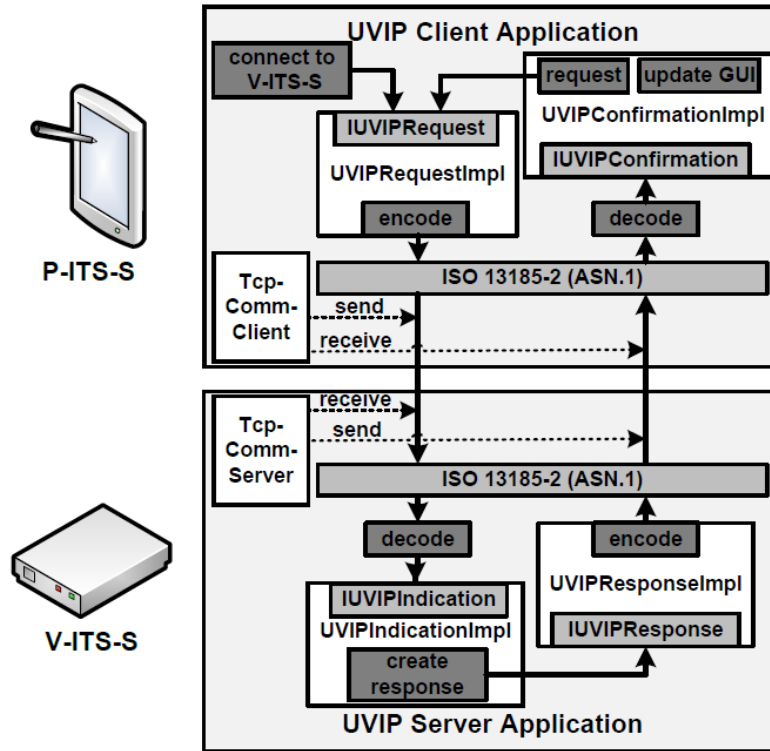 UVIP Client Application
connect to
V-ITS-S
request
update GUI
UVIPConfirmationImpl
IUVIPRequest
UVIPRequestImpl
IUVIPConfirmation
encode
decode
P-ITS-S
ISO 13185-2 (ASN.1)
Tcp-
Comm-
Client
send
receive
receive
Tcp-
Comm-
Server
send
ISO 13185-2 (ASN.1)
decode
encode
UVIPResponseImpl
IUVIPIndication
UVIPIndicationImpl
IUVIPResponse
V-ITS-S
create
response
UVIP Server Application